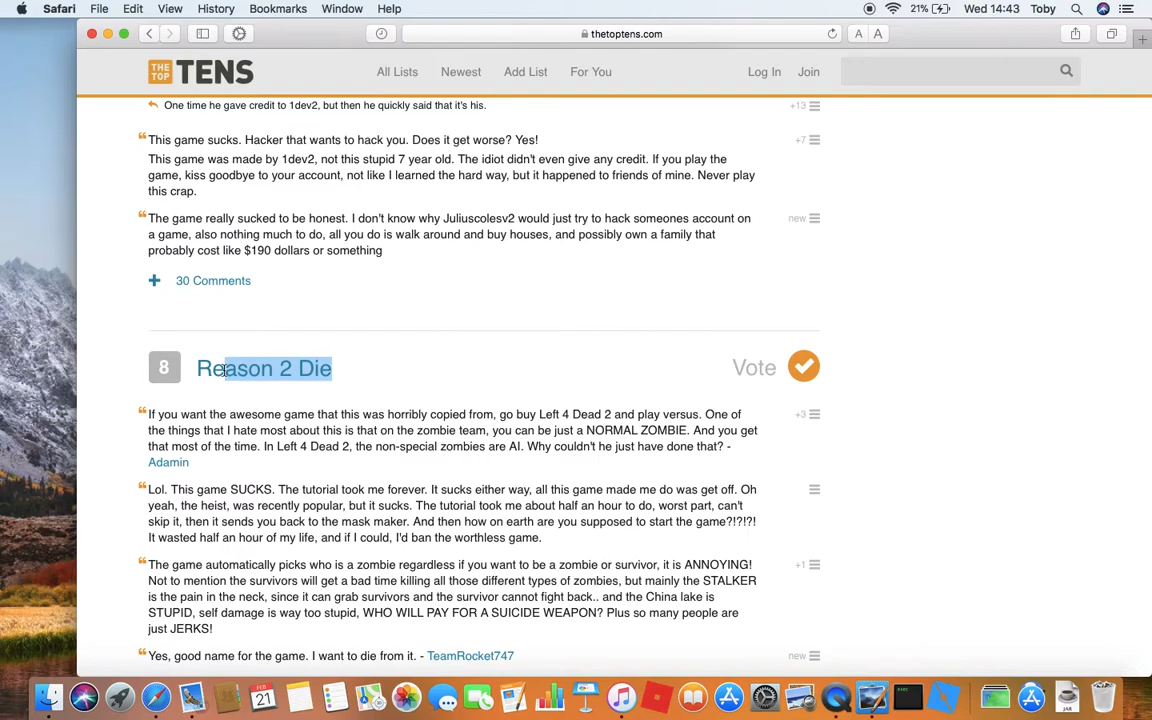 Safari File Edit View History Bookmarks Window Help 21% Wed 14:43 Toby
thetoptens.com A A
THE TOP TENS All Lists Newest Add List For You Log In Join
One time he gave credit to 1dev2, but then he quickly said that it's his. +13
This game sucks. Hacker that wants to hack you. Does it get worse? Yes! +7
This game was made by 1dev2, not this stupid 7 year old. The idiot didn't even give any credit. If you play the
game, kiss goodbye to your account, not like I learned the hard way, but it happened to friends of mine. Never play
this crap.
The game really sucked to be honest. I don't know why Juliuscolesv2 would just try to hack someones account on new
a game, also nothing much to do, all you do is walk around and buy houses, and possibly own a family that
probably cost like $190 dollars or something
+ 30 Comments
8 Reason 2 Die Vote
If you want the awesome game that this was horribly copied from, go buy Left 4 Dead 2 and play versus. One of +3
the things that I hate most about this is that on the zombie team, you can be just a NORMAL ZOMBIE. And you get
that most of the time. In Left 4 Dead 2, the non-special zombies are AI. Why couldn't he just have done that? -
Adamin
Lol. This game SUCKS. The tutorial took me forever. It sucks either way, all this game made me do was get off. Oh
yeah, the heist, was recently popular, but it sucks. The tutorial took me about half an hour to do, worst part, can't
skip it, then it sends you back to the mask maker. And then how on earth are you supposed to start the game?!?!?!
It wasted half an hour of my life, and if I could, I'd ban the worthless game.
The game automatically picks who is a zombie regardless if you want to be a zombie or survivor, it is ANNOYING! +1
Not to mention the survivors will get a bad time killing all those different types of zombies, but mainly the STALKER
is the pain in the neck, since it can grab survivors and the survivor cannot fight back.. and the China lake is
STUPID, self damage is way too stupid, WHO WILL PAY FOR A SUICIDE WEAPON? Plus so many people are
just JERKS!
Yes, good name for the game. I want to die from it. - TeamRocket747 new
FEB
21
JAR